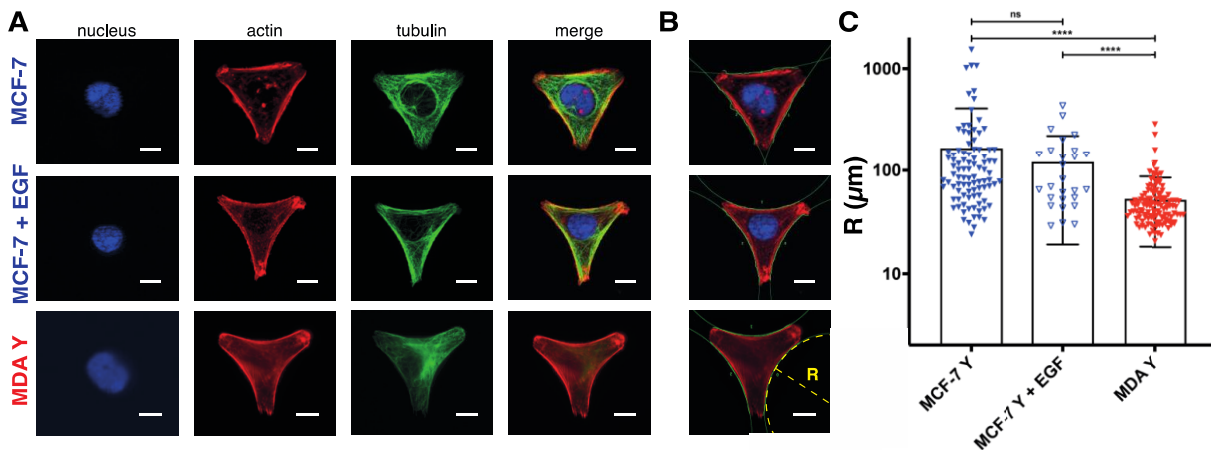 A
nucleus
actin
tubulin
merge
B
C
MCF-7
MCF-7 + EGF
MDA Y
R
R (µm)
1000
100
10
ns
****
****
MCF-7 Y
MCF-7 Y + EGF
MDA Y